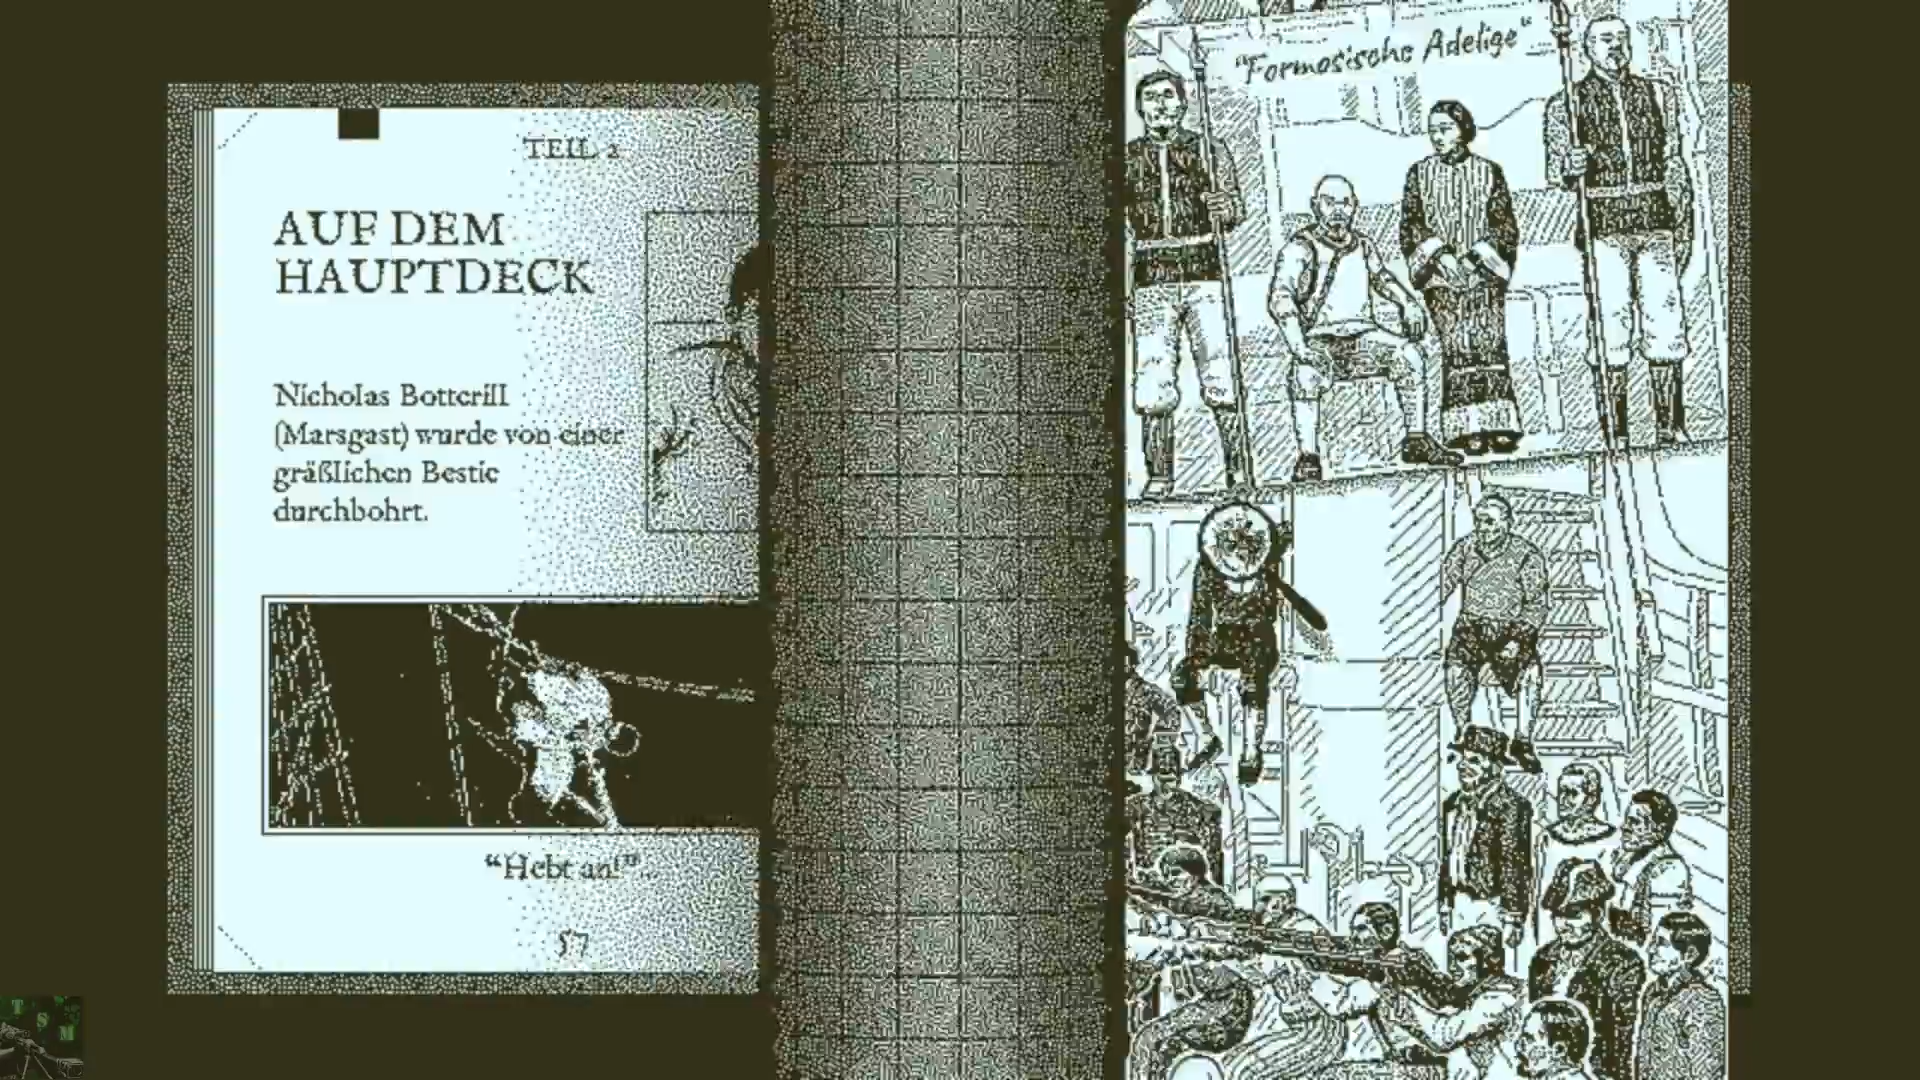 TEIL 2
AUF DEM
HAUPTDECK
Nicholas Botterill
(Marsgast) wurde von einer
gräßlichen Bestie
durchbohrt.
“Hebt an!”...
57
“Formosische Adelige“
T
S
M